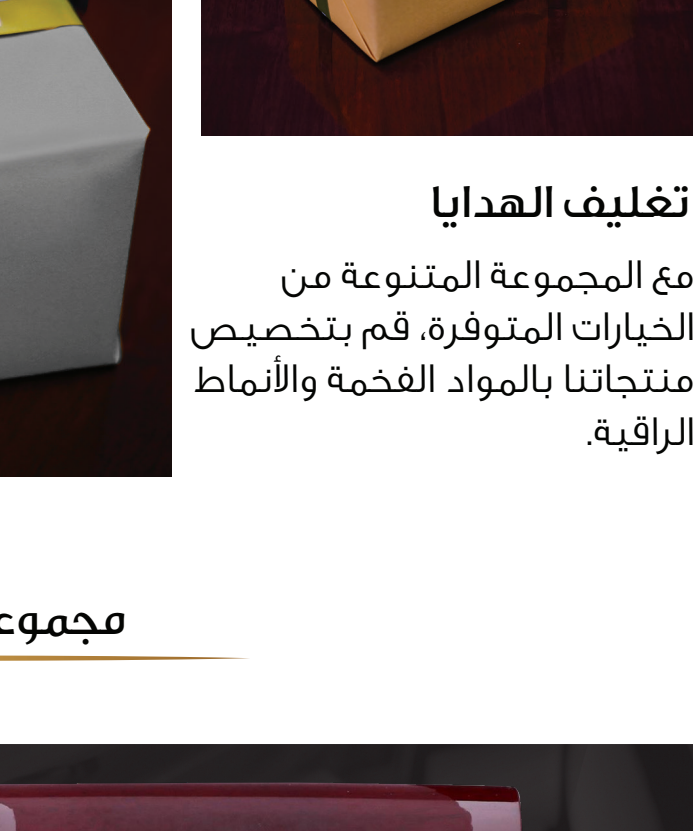 تغليف الهدايا
مع المجموعة المتنوعة من
الخيارات المتوفرة، قم بتخصيص
منتجاتنا بالمواد الفخمة والأنماط
الراقية.